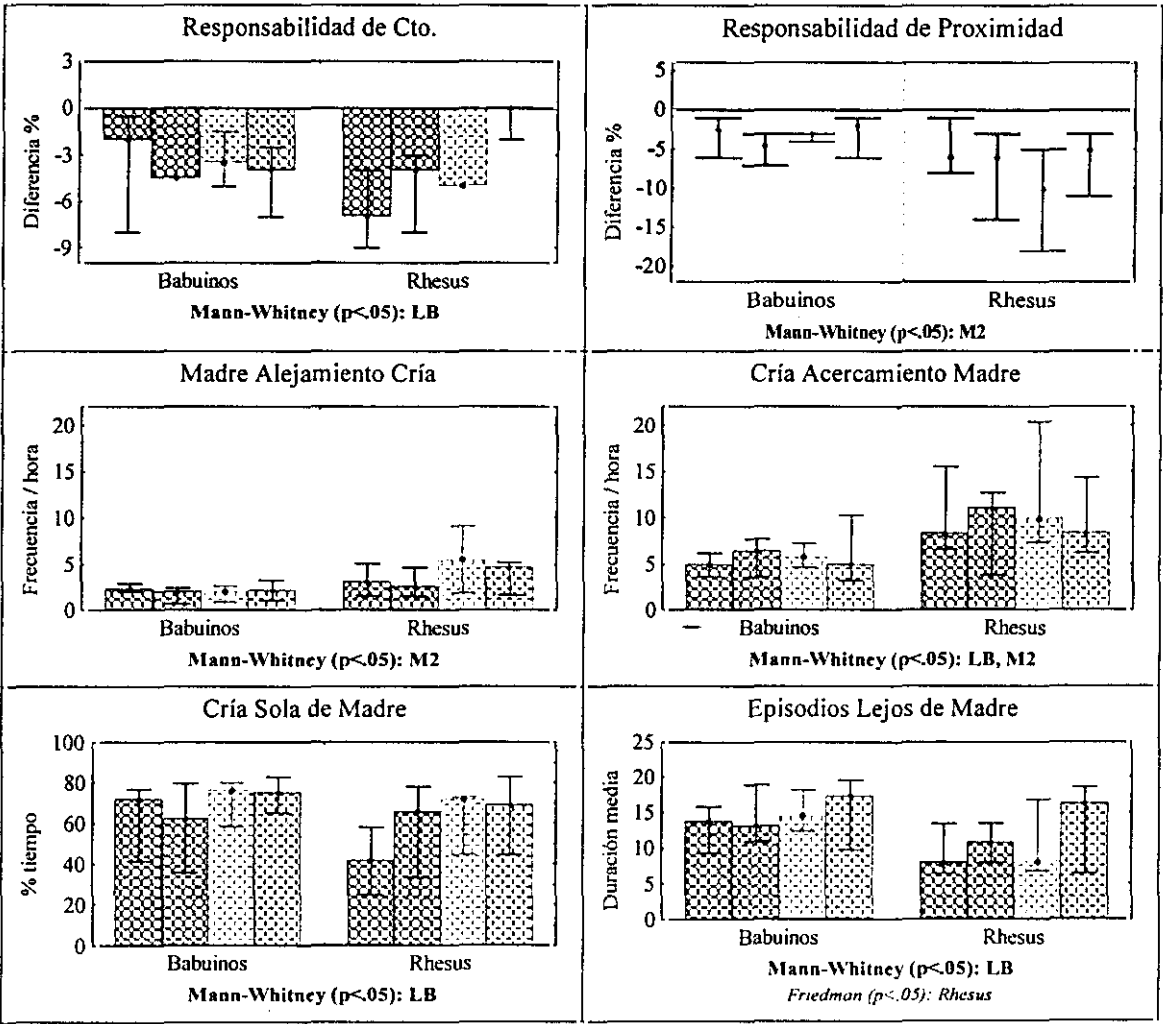 Responsabilidad de Cto.
3
0
-3
-6
-9
Diferencia %
Babuinos Rhesus
Mann-Whitney (p<.05): LB
Responsabilidad de Proximidad
5
0
-5
-10
-15
-20
Diferencia %
Babuinos Rhesus
Mann-Whitney (p<.05): M2
Madre Alejamiento Cría
20
15
10
5
0
Frecuencia / hora
Babuinos Rhesus
Mann-Whitney (p<.05): M2
Cría Acercamiento Madre
20
15
10
5
0
Frecuencia / hora
Babuinos Rhesus
Mann-Whitney (p<.05): LB, M2
Cría Sola de Madre
100
80
60
40
20
0
% tiempo
Babuinos Rhesus
Mann-Whitney (p<.05): LB
Episodios Lejos de Madre
25
20
15
10
5
0
Duración media
Babuinos Rhesus
Mann-Whitney (p<.05): LB
Friedman (p<.05): Rhesus